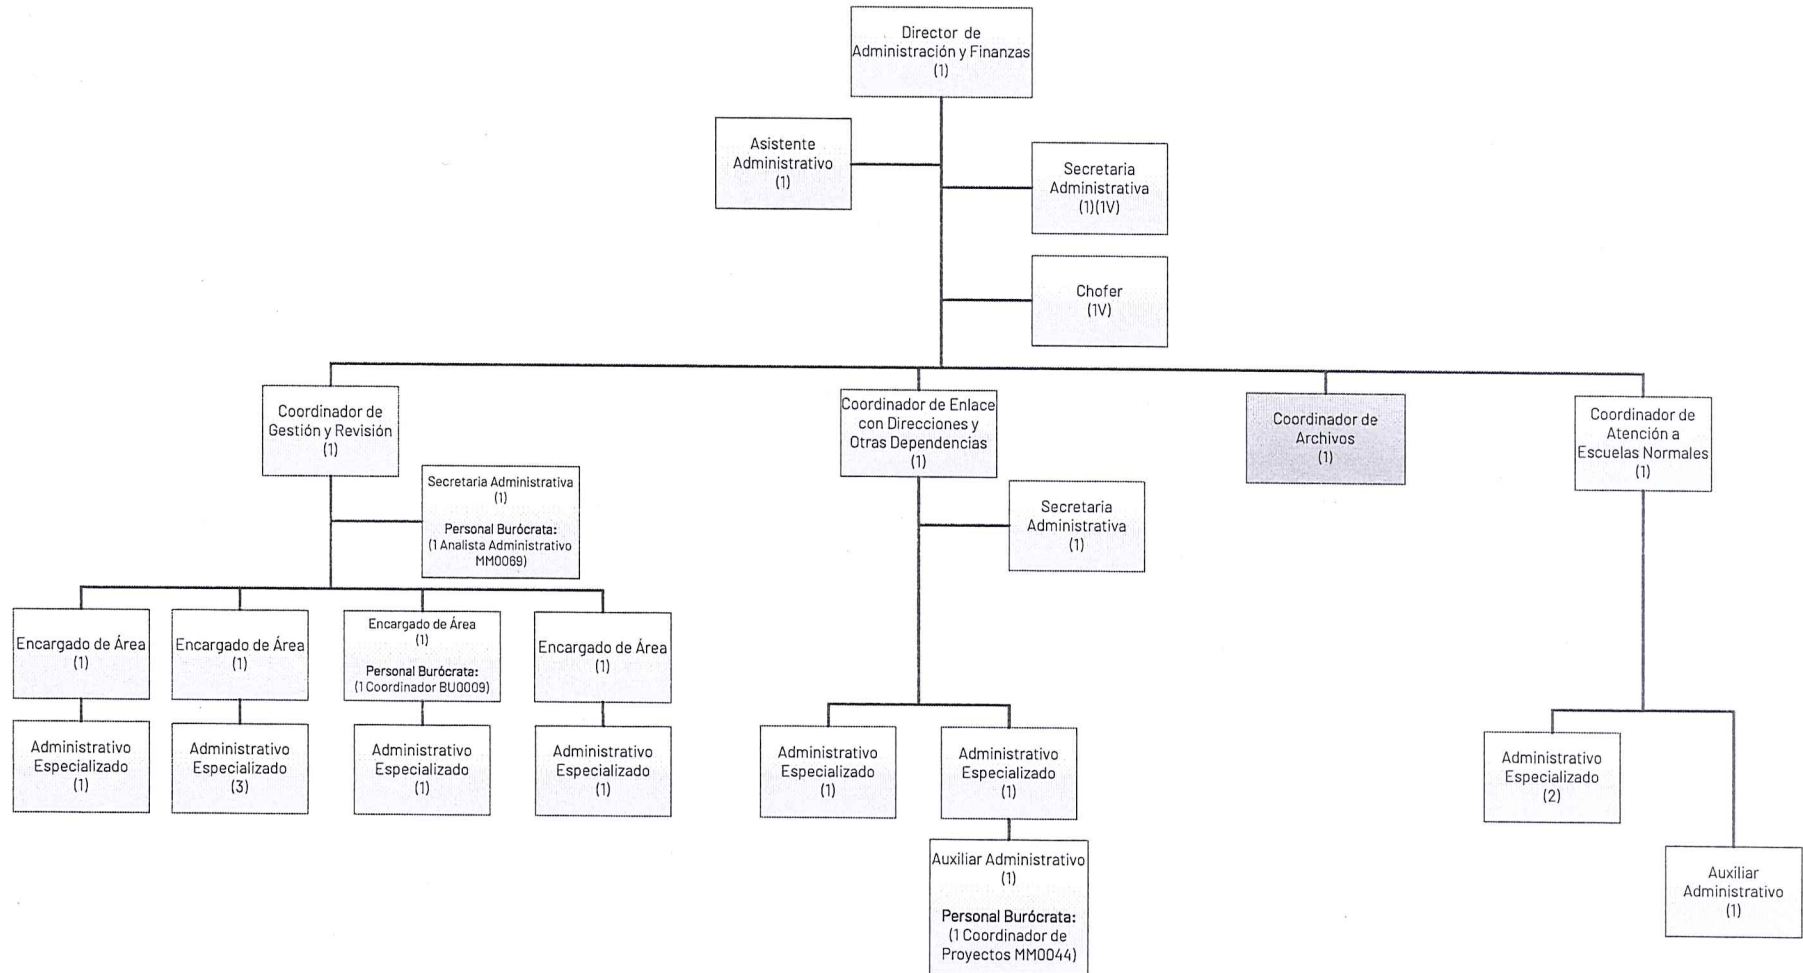 Director de
Administración y Finanzas
(1)
Asistente
Administrativo
(1)
Secretaria
Administrativa
(1)(1V)
Chofer
(1V)
Coordinador de
Gestión y Revisión
(1)
Coordinador de Enlace
con Direcciones y
Otras Dependencias
(1)
Coordinador de
Archivos
(1)
Coordinador de
Atención a
Escuelas Normales
(1)
Secretaria Administrativa
(1)
Personal Burócrata:
(1 Analista Administrativo
MM0069)
Secretaria
Administrativa
(1)
Encargado de Área
(1)
Encargado de Área
(1)
Encargado de Área
(1)
Personal Burócrata:
(1 Coordinador BU0009)
Encargado de Área
(1)
Administrativo
Especializado
(1)
Administrativo
Especializado
(3)
Administrativo
Especializado
(1)
Administrativo
Especializado
(1)
Administrativo
Especializado
(1)
Administrativo
Especializado
(1)
Administrativo
Especializado
(2)
Auxiliar Administrativo
(1)
Personal Burócrata:
(1 Coordinador de
Proyectos MM0044)
Auxiliar
Administrativo
(1)